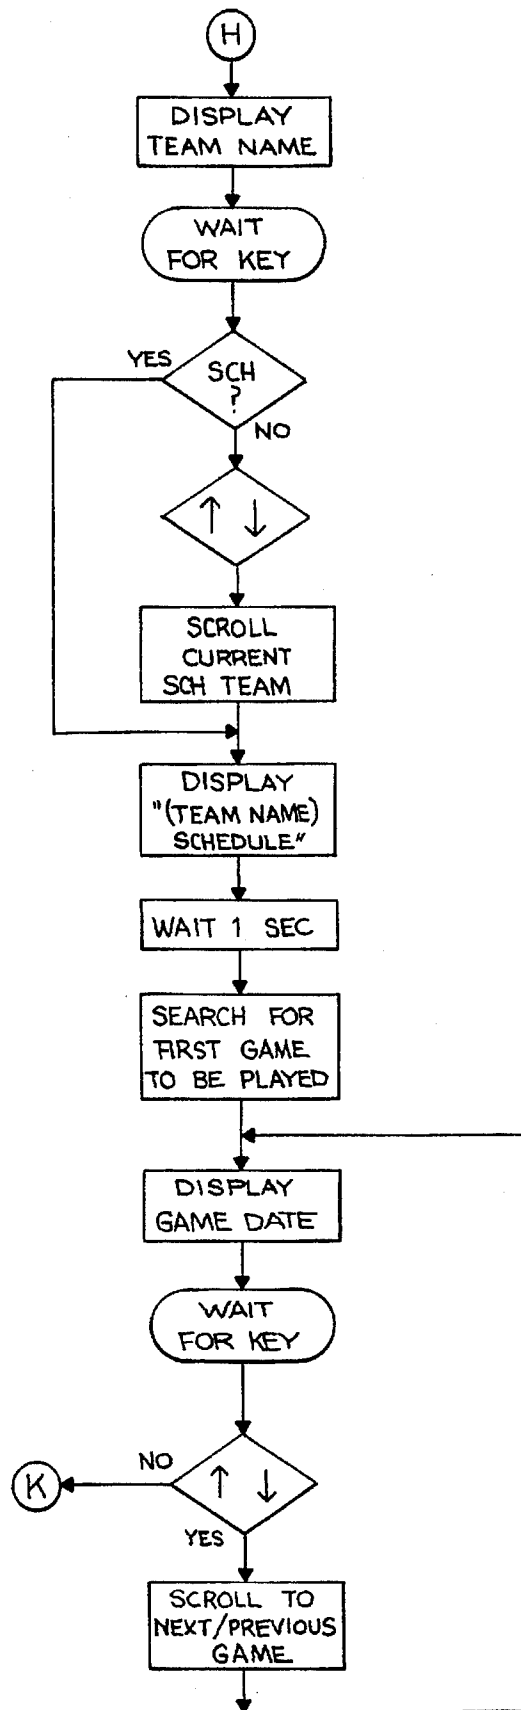 H
DISPLAY
TEAM NAME
WAIT
FOR KEY
YES
SCH
?
NO
↑ ↓
SCROLL
CURRENT
SCH TEAM
DISPLAY
"(TEAM NAME)
SCHEDULE"
WAIT 1 SEC
SEARCH FOR
FIRST GAME
TO BE PLAYED
DISPLAY
GAME DATE
WAIT
FOR KEY
NO
K
↑ ↓
YES
SCROLL TO
NEXT/PREVIOUS
GAME